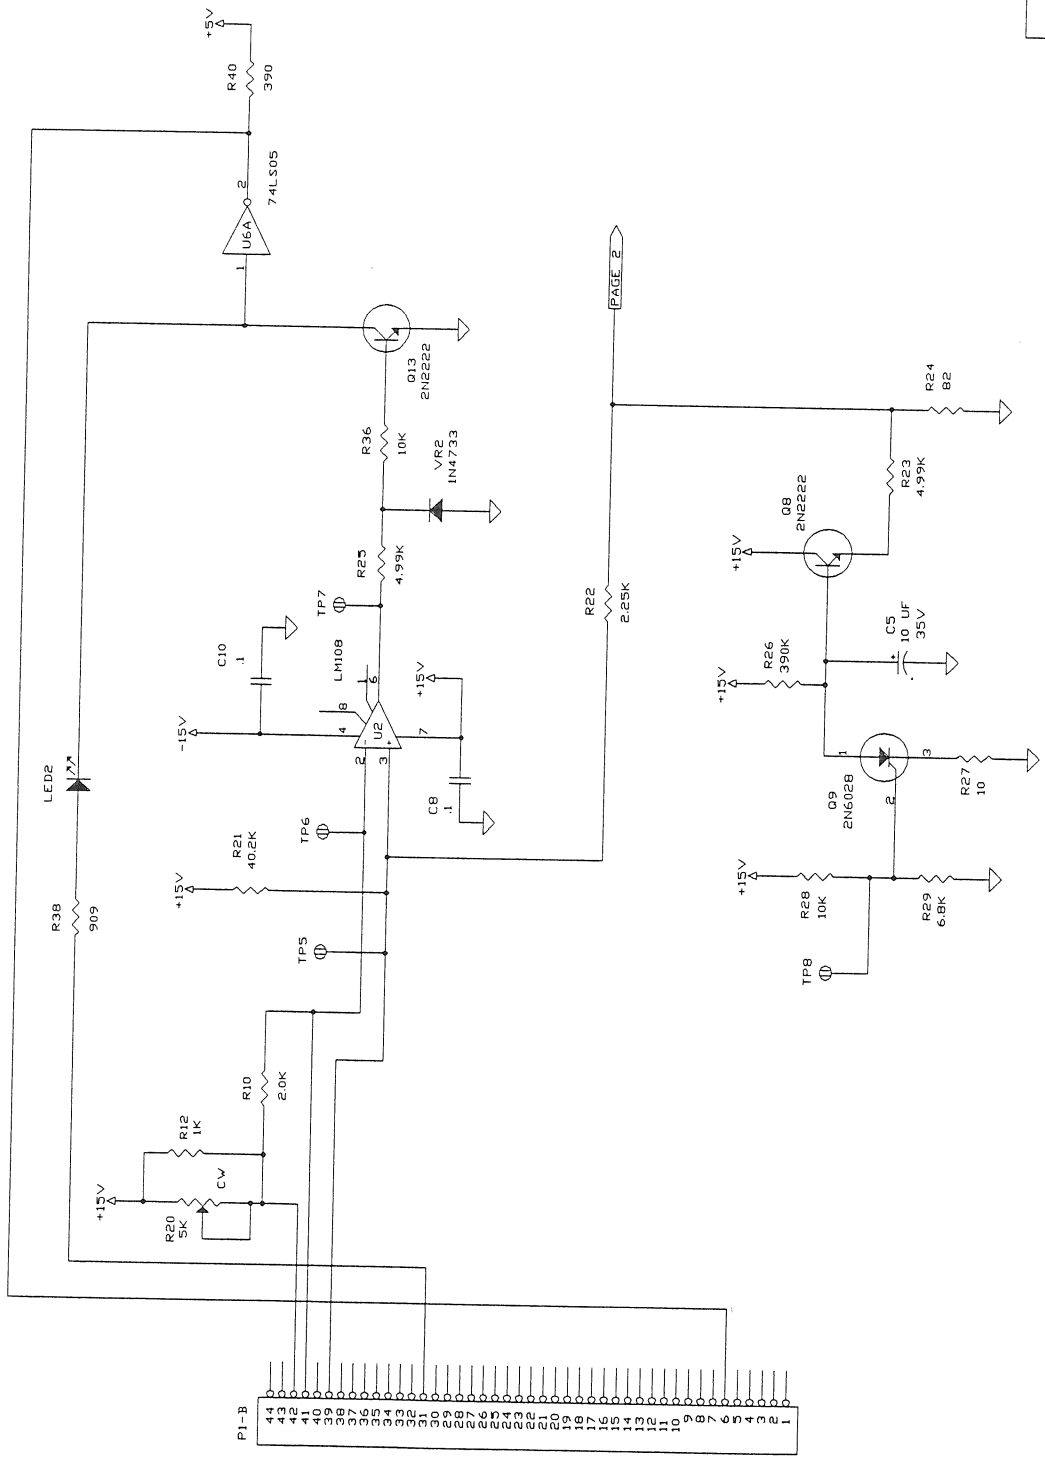 +5V
R40
390
2
74LS05
U6A
1
PAGE 2
Q13
2N2222
R24
82
R36
10K
VR2
1N4733
R23
4.99K
Q8
2N2222
+15V
R25
4.99K
TP7
R22
2.25K
C5
10 UF
35V
+
R26
390K
+15V
C10
.1
LM108
1
6
8
+15V
-15V
4
U2
7
-
+
2
3
LED2
C8
.1
1
3
Q9
2N6028
2
R27
10
TP6
R21
40.2K
+15V
+15V
R28
10K
R29
6.8K
R38
909
TP5
TP8
R10
2.0K
R12
1K
CW
+15V
R20
5K
P1-B
44
43
42
41
40
39
38
37
36
35
34
33
32
31
30
29
28
27
26
25
24
23
22
21
20
19
18
17
16
15
14
13
12
11
10
9
8
7
6
5
4
3
2
1